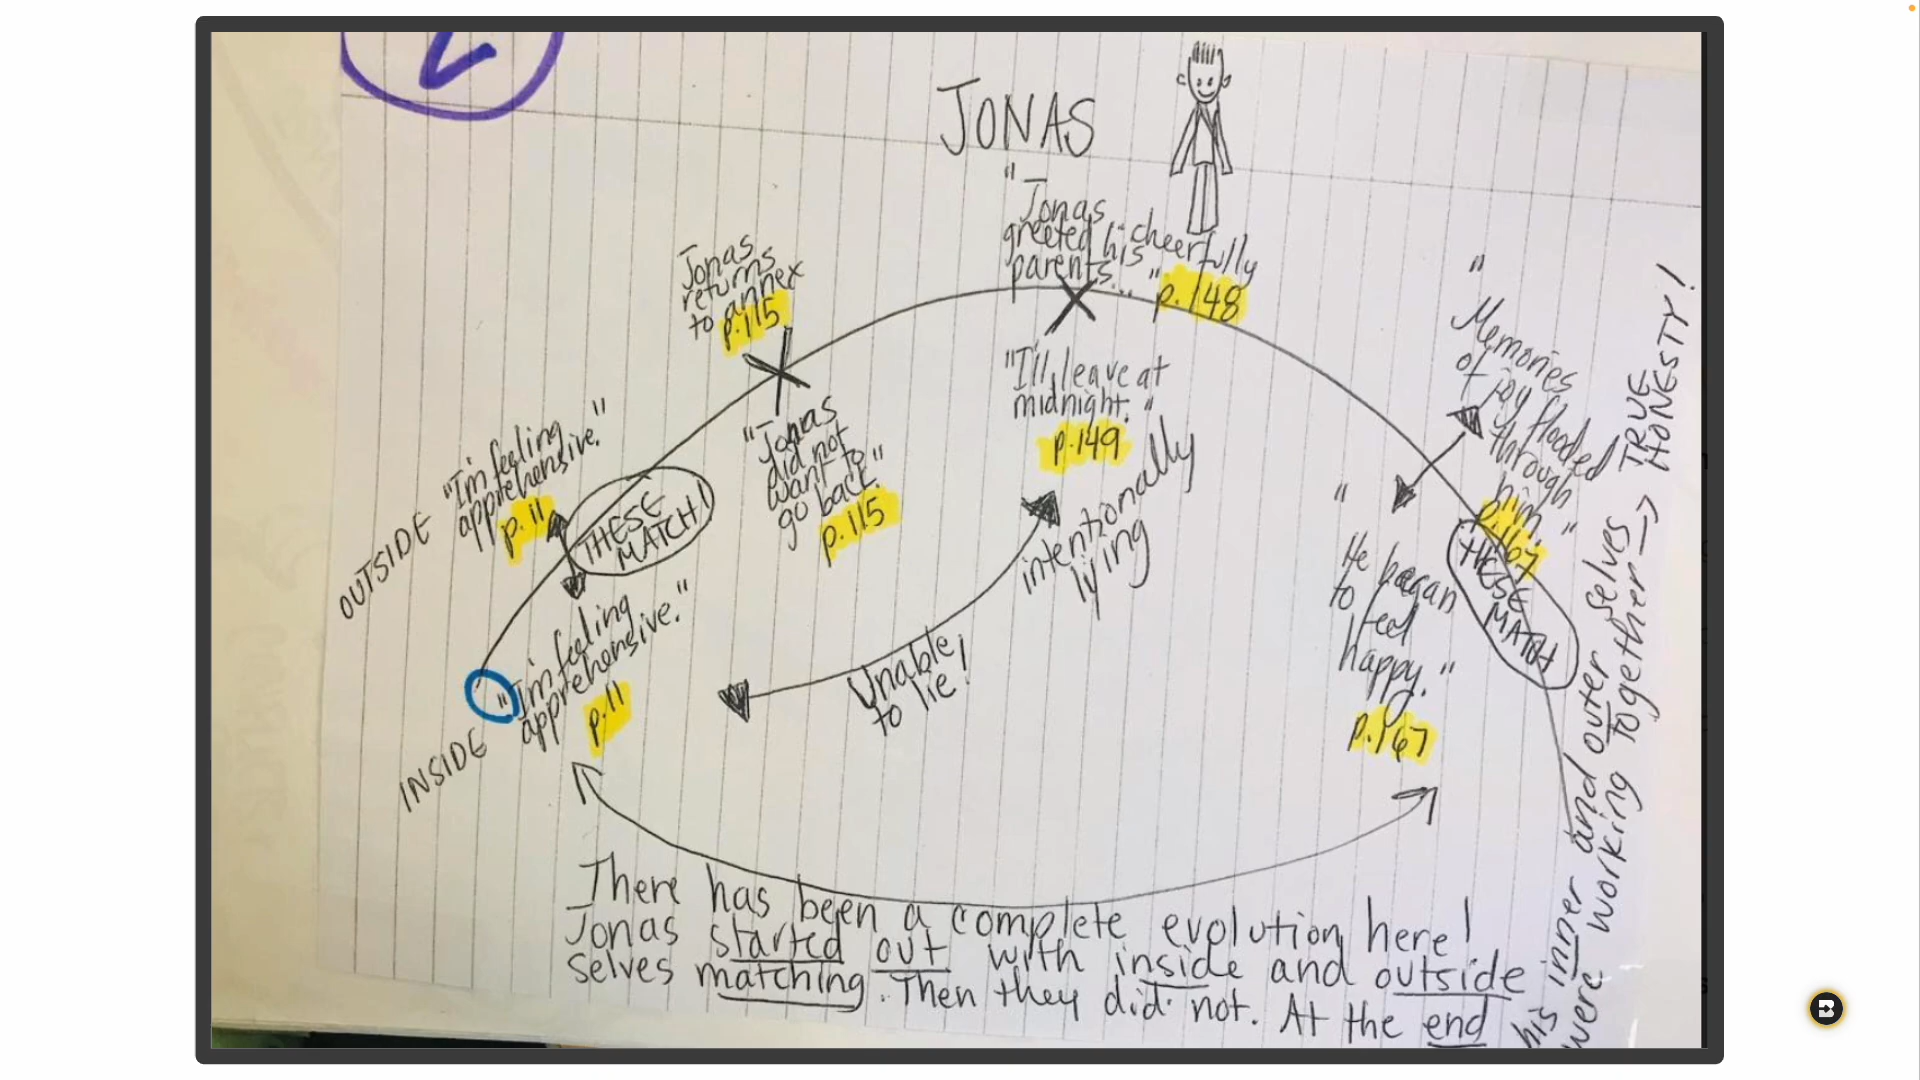 2
JONAS
"Jonas
greeted his cheerfully
parents..."
p.148
Jonas
returns
to annex
p.115
"I'm feeling
apprehensive."
p.11
OUTSIDE
THESE
MATCH!
"Jonas
did not
want to
go back."
p.115
"I'll leave at
midnight."
p.149
intentionally
lying
Unable
to lie!
"Memories
of joy flooded
through
him."
p.167
THESE
MATCH
"He began
to feel
happy."
p.167
INSIDE
"I'm feeling
apprehensive."
p.11
There has been a complete evolution here!
Jonas started out with inside and outside
selves matching. Then they did not. At the end
his inner and outer selves
were working together → TRUE
HONESTY!
B